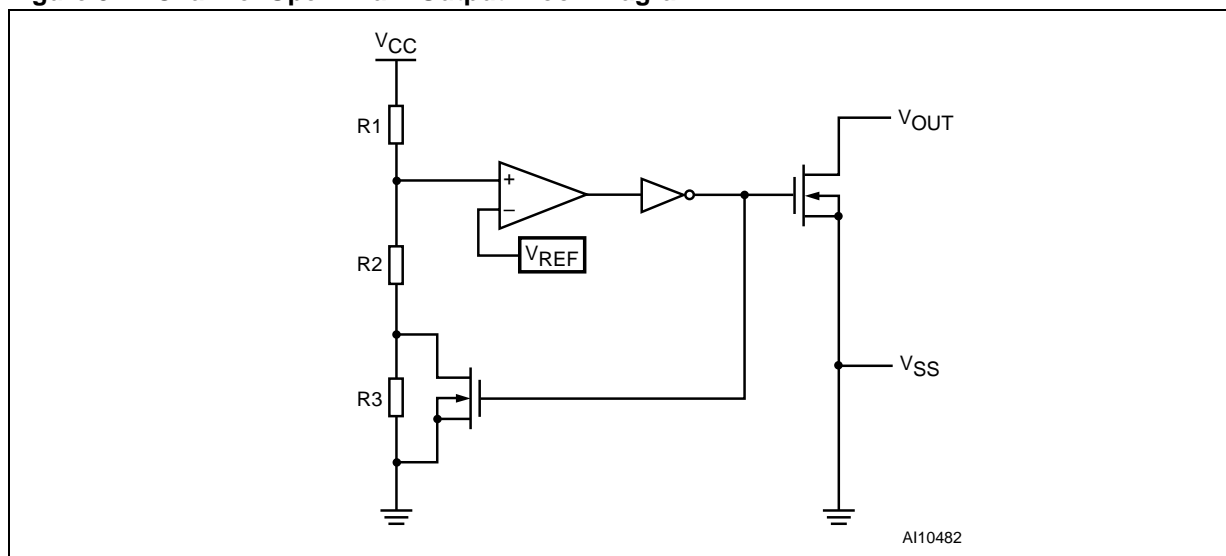 VCC
R1
+
VOUT
–
VREF
R2
VSS
R3
AI10482